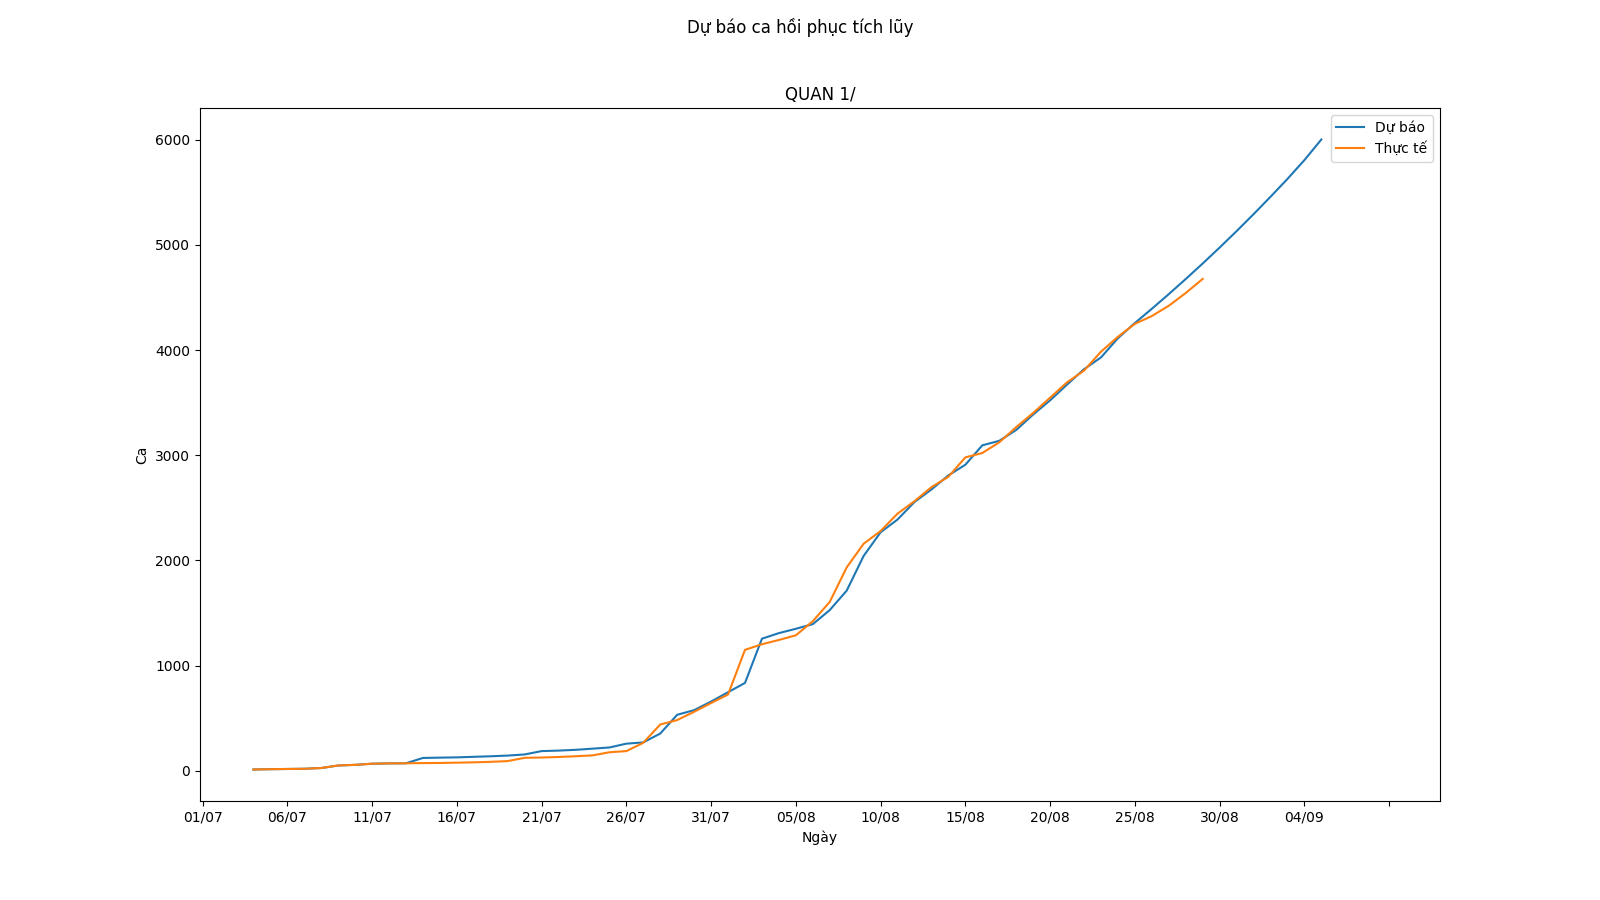 Dự báo ca hồi phục tích lũy
QUAN 1/
Dự báo
Thực tế
6000
5000
4000
3000
2000
1000
0
Ca
01/07 06/07 11/07 16/07 21/07 26/07 31/07 05/08 10/08 15/08 20/08 25/08 30/08 04/09
Ngày